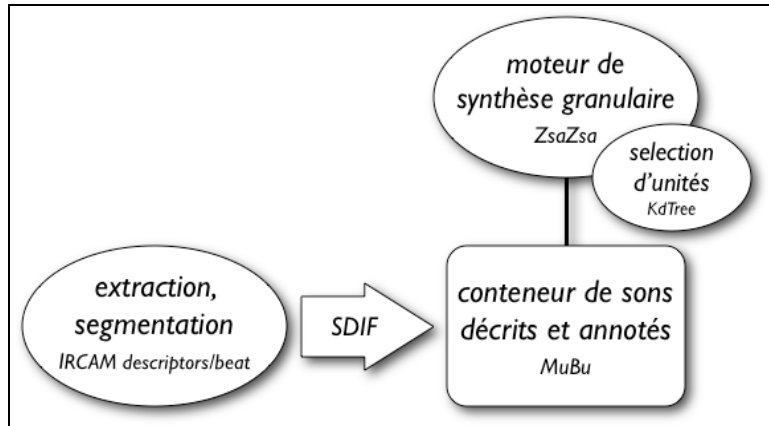 moteur de
synthèse granulaire
ZsaZsa
selection
d'unités
KdTree
extraction,
segmentation
IRCAM descriptors/beat
SDIF
conteneur de sons
décrits et annotés
MuBu